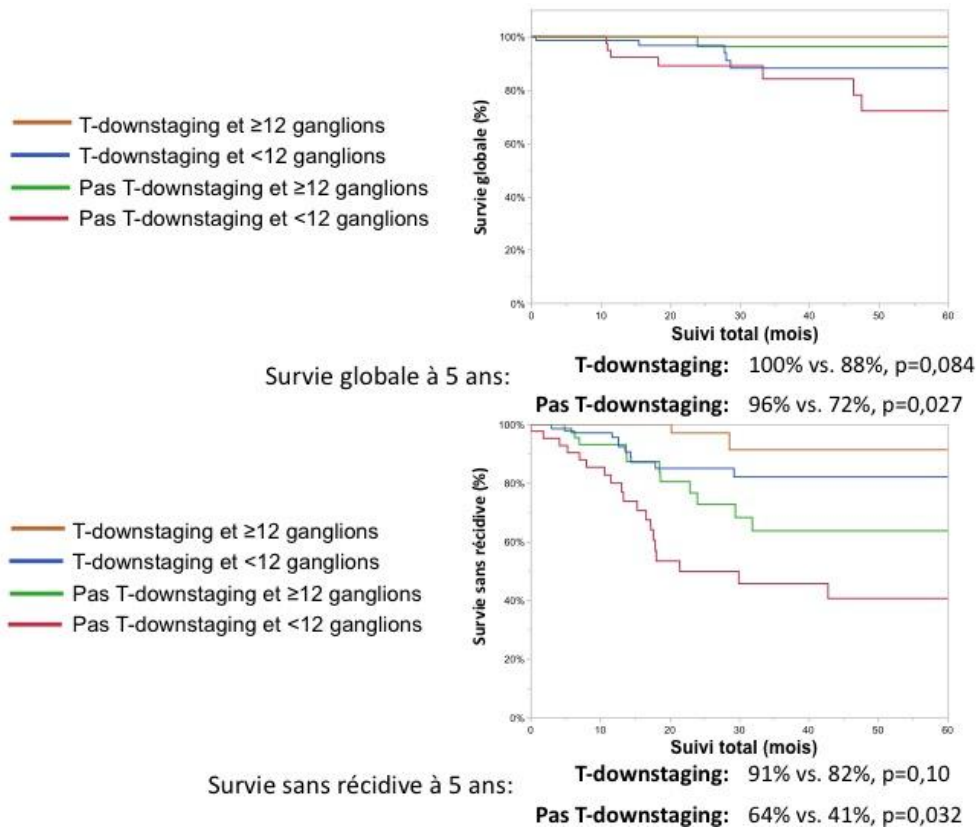 100%
80%
60%
40%
20%
0%
Survie globale (%)
0 10 20 30 40 50 60
Suivi total (mois)
T-downstaging et ≥12 ganglions
T-downstaging et <12 ganglions
Pas T-downstaging et ≥12 ganglions
Pas T-downstaging et <12 ganglions
Survie globale à 5 ans:
T-downstaging: 100% vs. 88%, p=0,084
Pas T-downstaging: 96% vs. 72%, p=0,027
100%
80%
60%
40%
20%
0%
Survie sans récidive (%)
0 10 20 30 40 50 60
Suivi total (mois)
T-downstaging et ≥12 ganglions
T-downstaging et <12 ganglions
Pas T-downstaging et ≥12 ganglions
Pas T-downstaging et <12 ganglions
Survie sans récidive à 5 ans:
T-downstaging: 91% vs. 82%, p=0,10
Pas T-downstaging: 64% vs. 41%, p=0,032